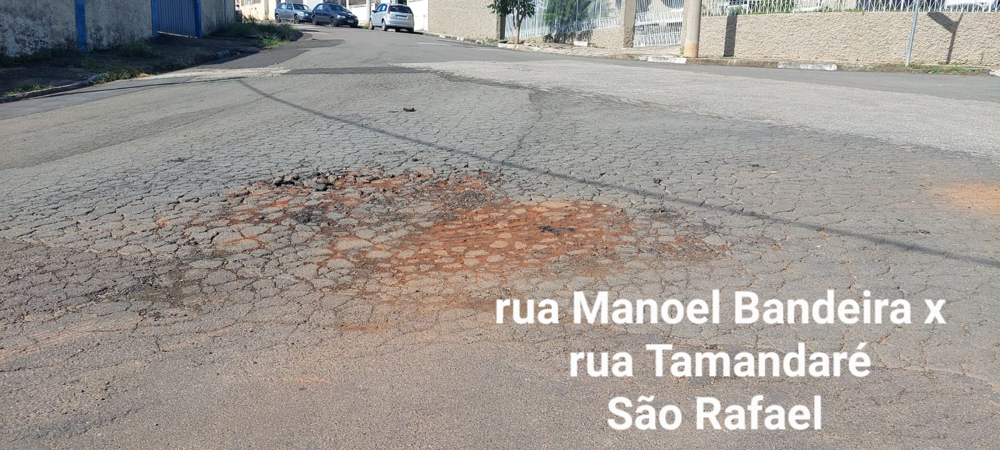 rua Manoel Bandeira x
rua Tamandaré
São Rafael